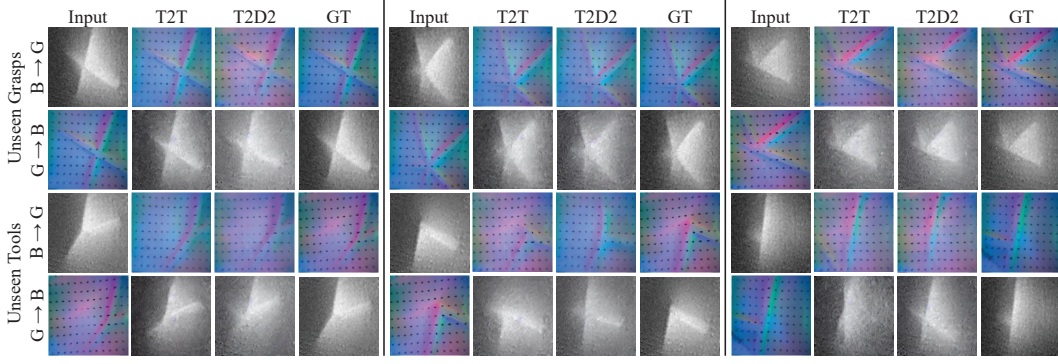 Input T2T T2D2 GT Input T2T T2D2 GT Input T2T T2D2 GT
Unseen Grasps
B → G
G → B
Unseen Tools
B → G
G → B